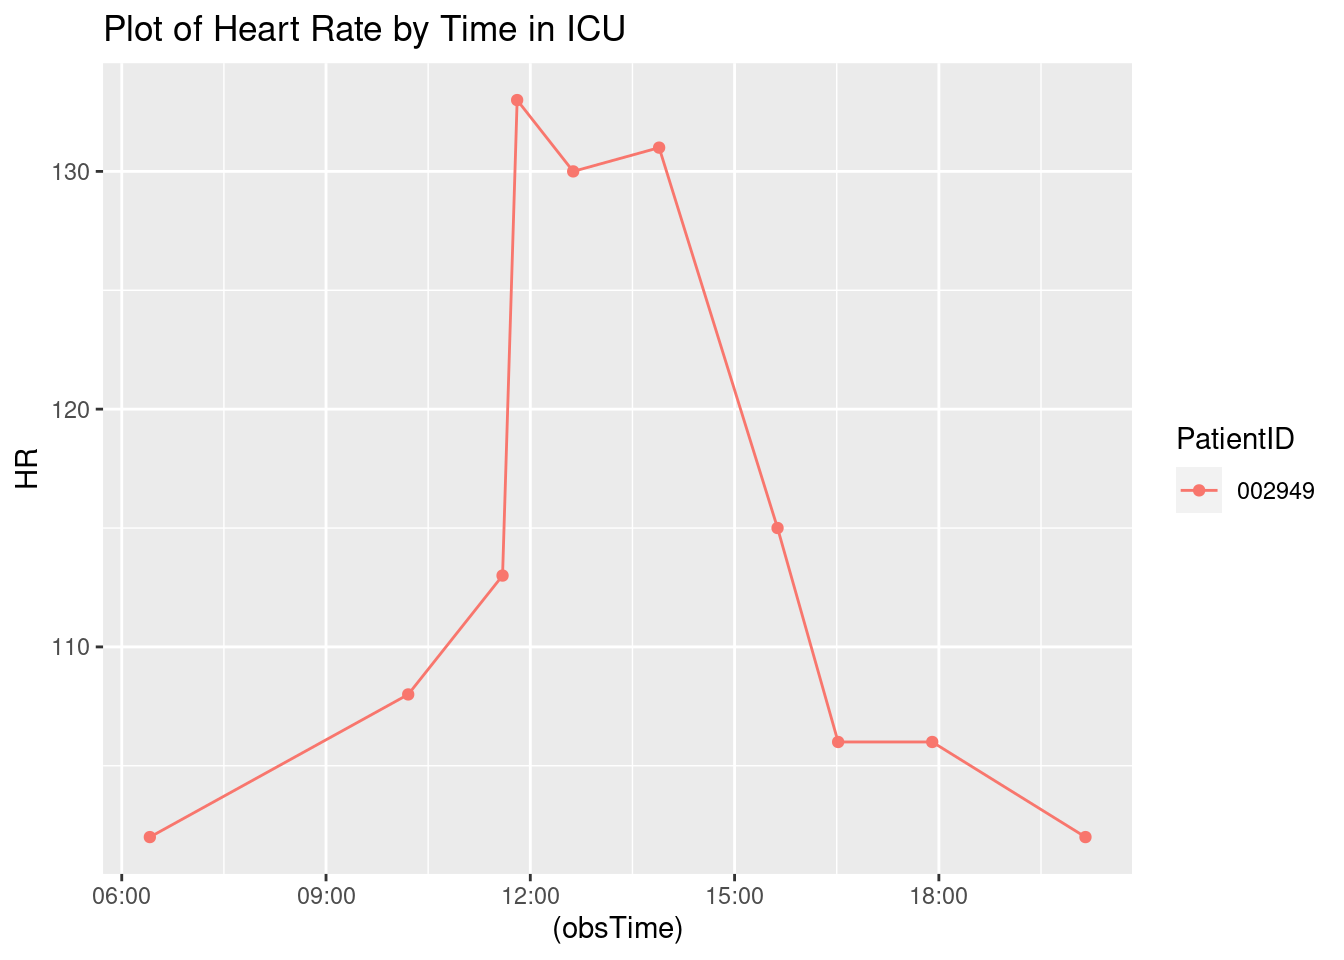 Plot of Heart Rate by Time in ICU
130
120
110
HR
06:00 09:00 12:00 15:00 18:00
(obsTime)
PatientID
002949